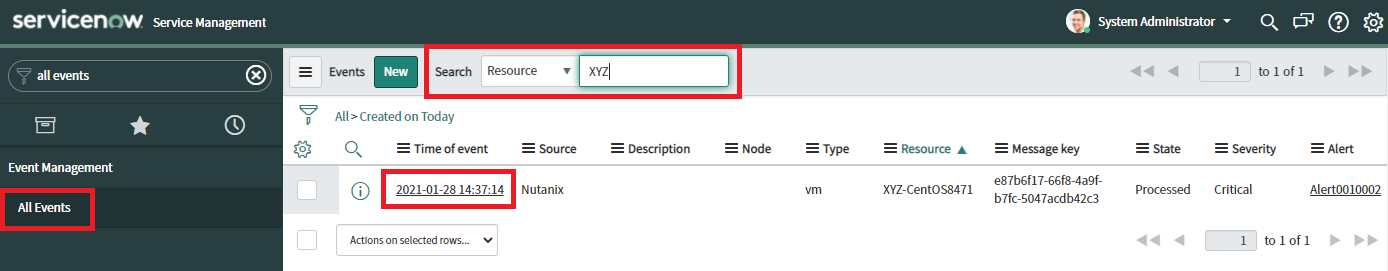 servicenow Service Management System Administrator
all events
Events New Search Resource XYZ 1 to 1 of 1
All > Created on Today
Time of event Source Description Node Type Resource Message key State Severity Alert
Event Management
All Events
2021-01-28 14:37:14 Nutanix vm XYZ-CentOS8471 e87b6f17-66f8-4a9f-
b7fc-5047acdb42c3 Processed Critical Alert0010002
Actions on selected rows... 1 to 1 of 1